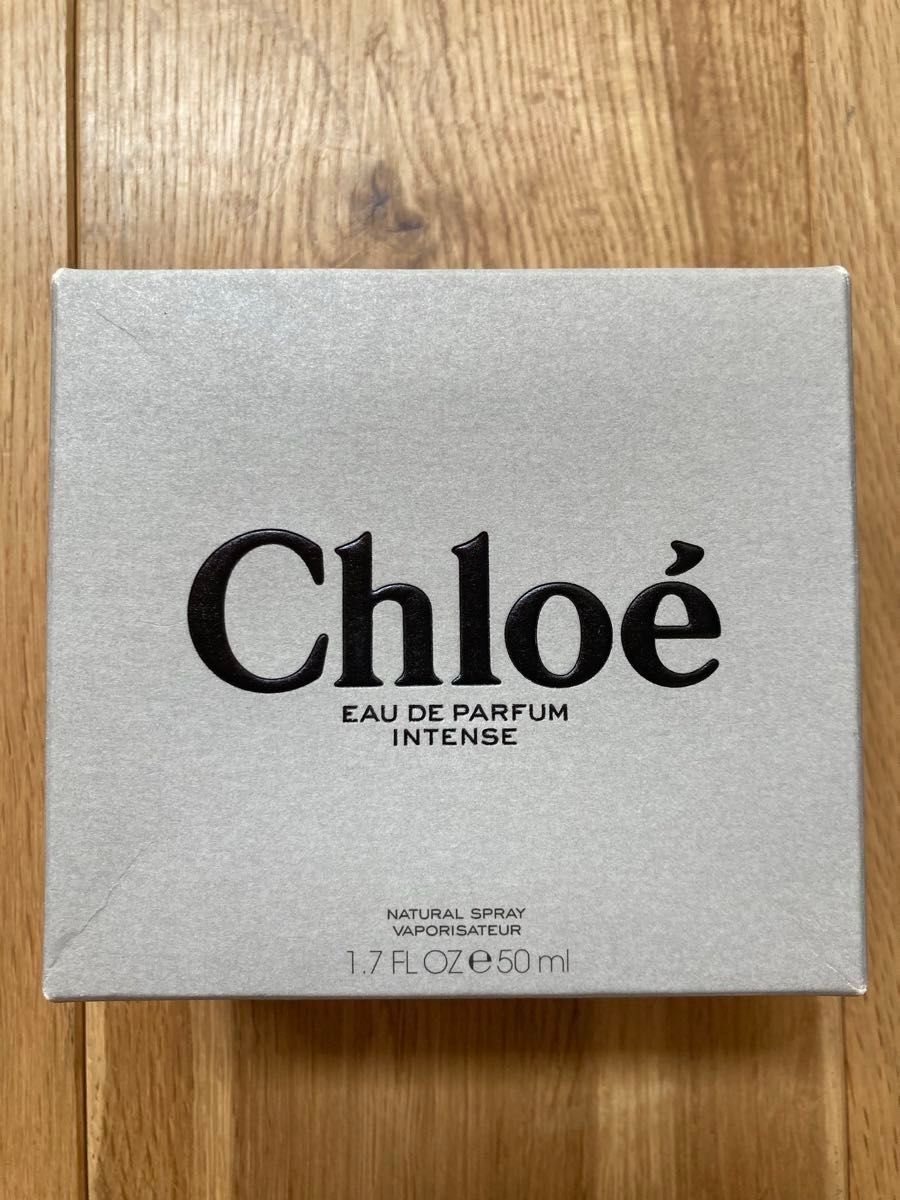 Chloé
EAU DE PARFUM
INTENSE
NATURAL SPRAY
VAPORISATEUR
1.7 FL OZ ℮ 50 ml